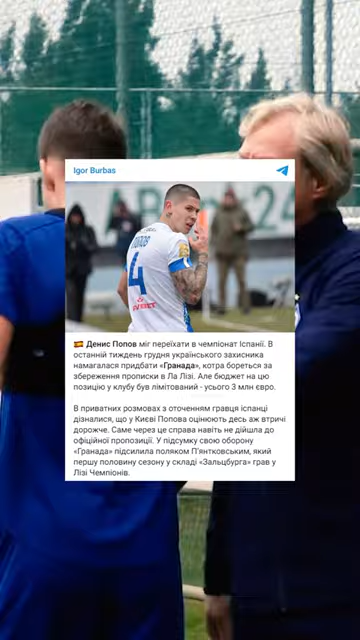 Igor Burbas
ПОПОВ
4
🇪🇸 Денис Попов міг переїхати в чемпіонат Іспанії. В
останній тиждень грудня українського захисника
намагалася придбати «Гранада», котра бореться за
збереження прописки в Ла Лізі. Але бюджет на цю
позицію у клубу був лімітований - усього 3 млн євро.
В приватних розмовах з оточенням гравця іспанці
дізналися, що у Києві Попова оцінюють десь аж втричі
дорожче. Саме через це справа навіть не дійшла до
офіційної пропозиції. У підсумку свою оборону
«Гранада» підсилила поляком П'янтковським, який
першу половину сезону у складі «Зальцбурга» грав у
Лізі Чемпіонів.